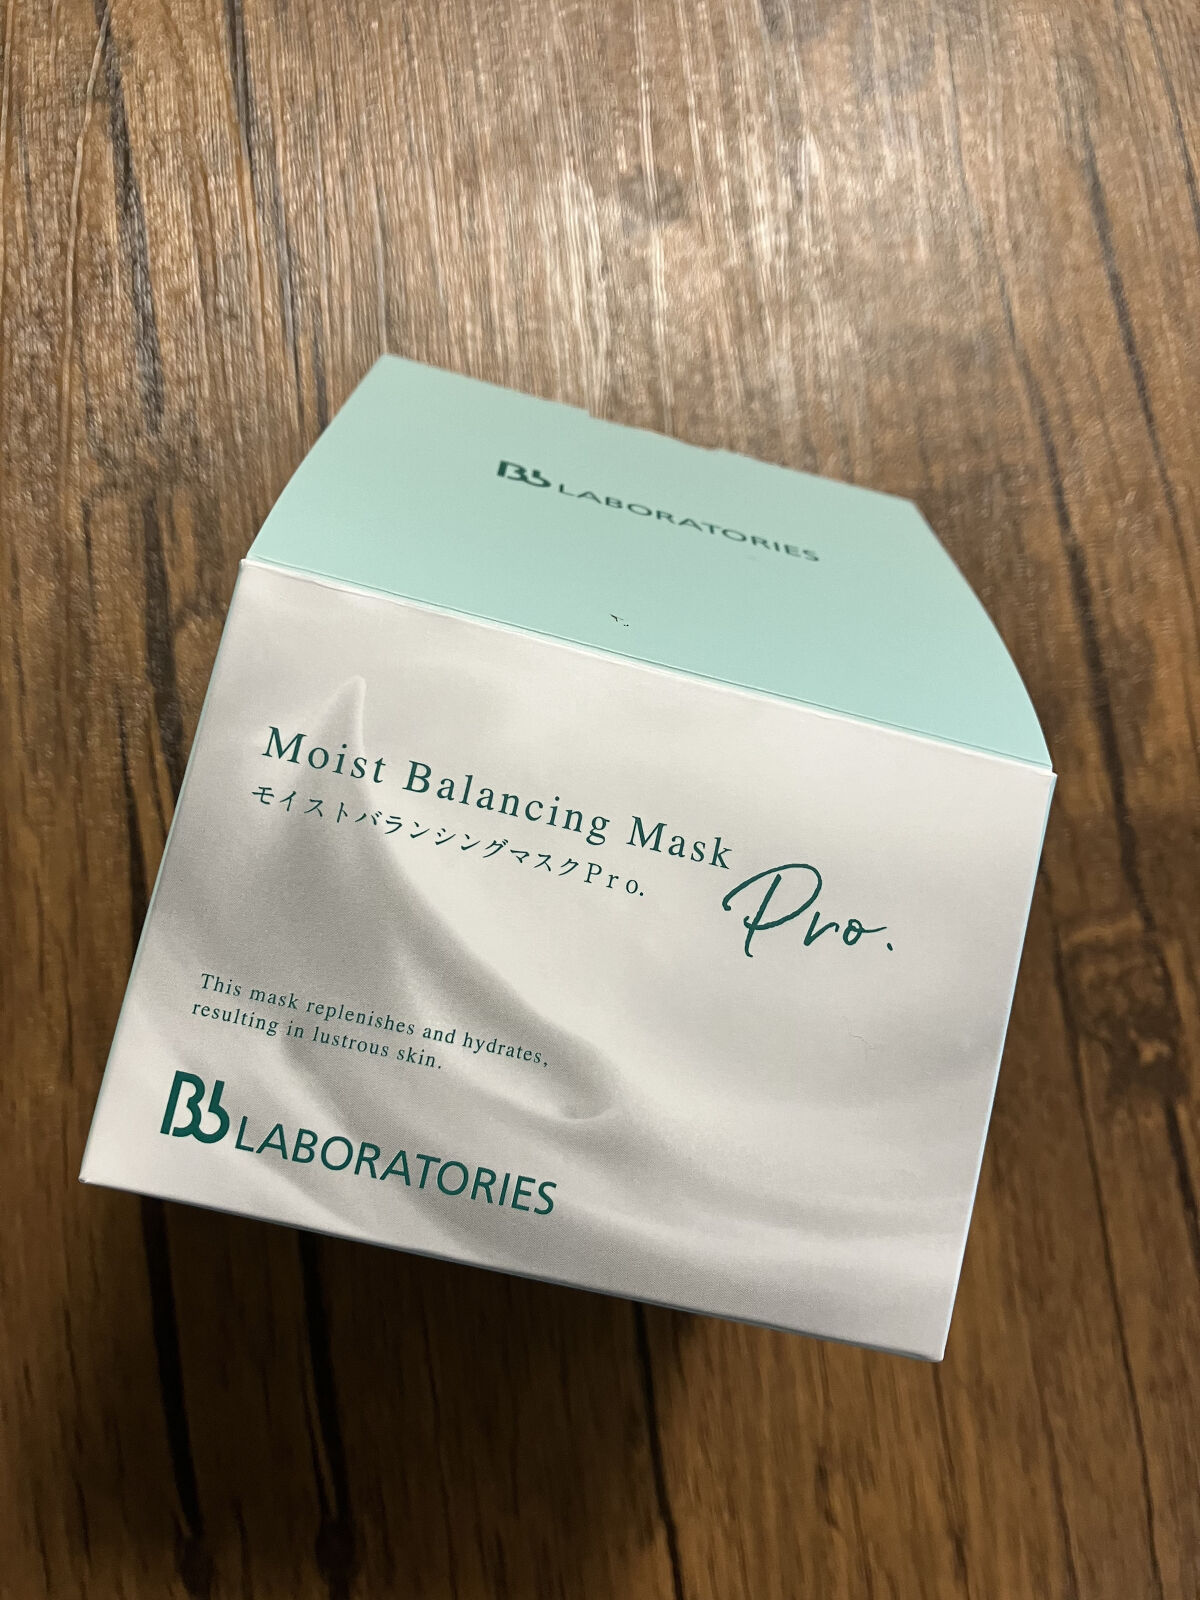 Bb LABORATORIES
Moist Balancing Mask
モイストバランシングマスクPro.
Pro.
This mask replenishes and hydrates,
resulting in lustrous skin.
Bb LABORATORIES